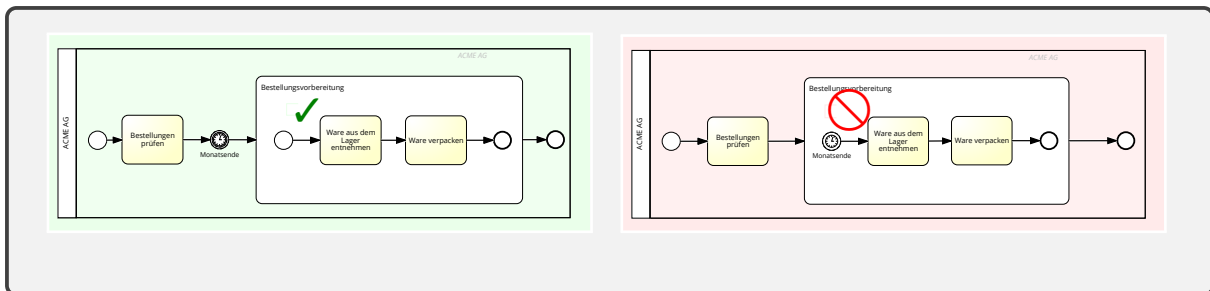 ACME AG
ACME AG
Bestellungsvorbereitung
Bestellungen
prüfen
Monatsende
Ware aus dem
Lager
entnehmen
Ware verpacken
ACME AG
ACME AG
Bestellungsvorbereitung
Bestellungen
prüfen
Monatsende
Ware aus dem
Lager
entnehmen
Ware verpacken